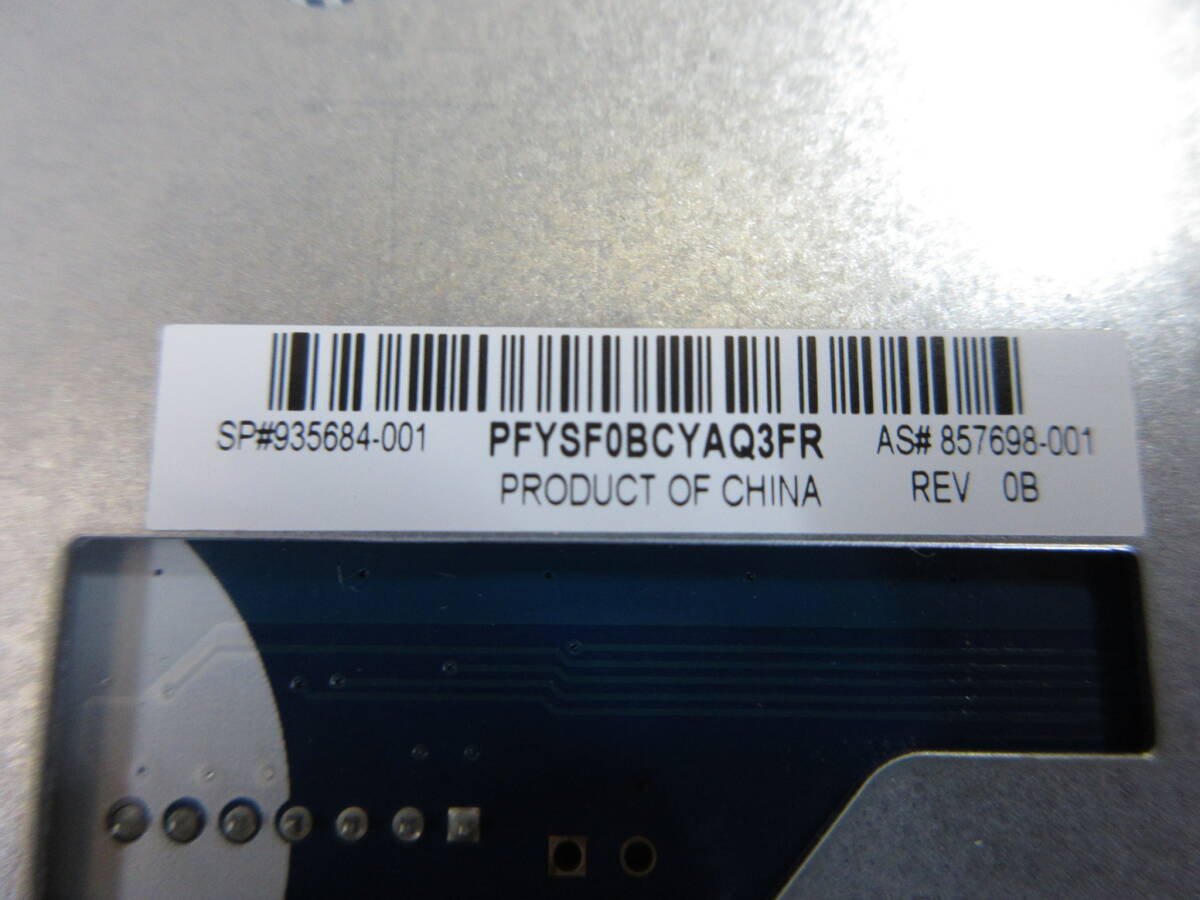 SP#935684-001 PFYSF0BCYAQ3FR AS# 857698-001
PRODUCT OF CHINA REV 0B